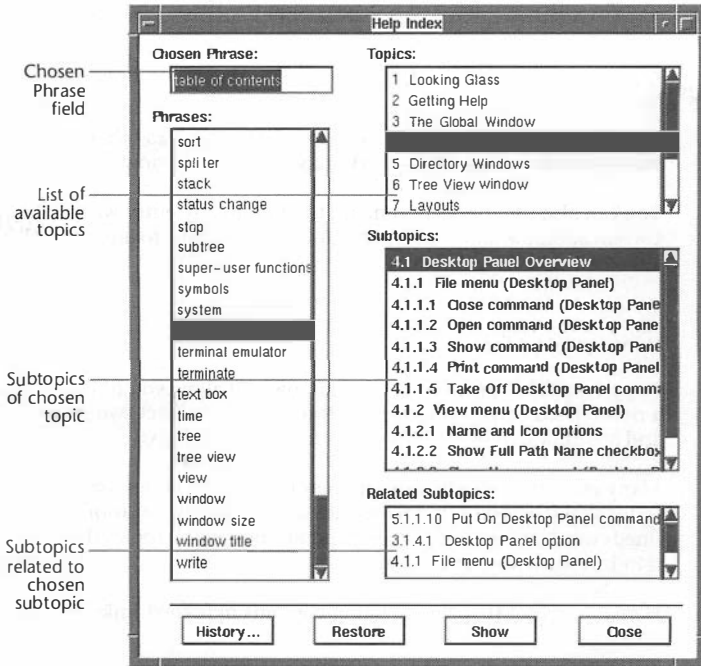 Help Index
Chosen Phrase:
table of contents
Phrases:
sort
spliter
stack
status change
stop
subtree
super-user functions
symbols
system
terminal emulator
terminate
text box
time
tree
tree view
view
window
window size
window title
write
Topics:
1 Looking Glass
2 Getting Help
3 The Global Window
5 Directory Windows
6 Tree View window
7 Layouts
Subtopics:
4.1 Desktop Pauel Overview
4.1.1 File menu (Desktop Panel)
4.1.1.1 Close command (Desktop Pane
4.1.1.2 Open command (Desktop Pane
4.1.1.3 Show command (Desktop Pane
4.1.1.4 Print command (Desktop Pane
4.1.1.5 Take Off Desktop Panel comma
4.1.2 View menu (Desktop Panel)
4.1.2.1 Name and Icon options
4.1.2.2 Show Full Path Name checkbox
Related Subtopics:
5.1.1.10 Put On Desktop Panel command
3.1.4.1 Desktop Panel option
4.1.1 File menu (Desktop Panel)
History...
Restore
Show
Close
Chosen
Phrase
field
List of
available
topics
Subtopics
of chosen
topic
Subtopics
related to
chosen
subtopic